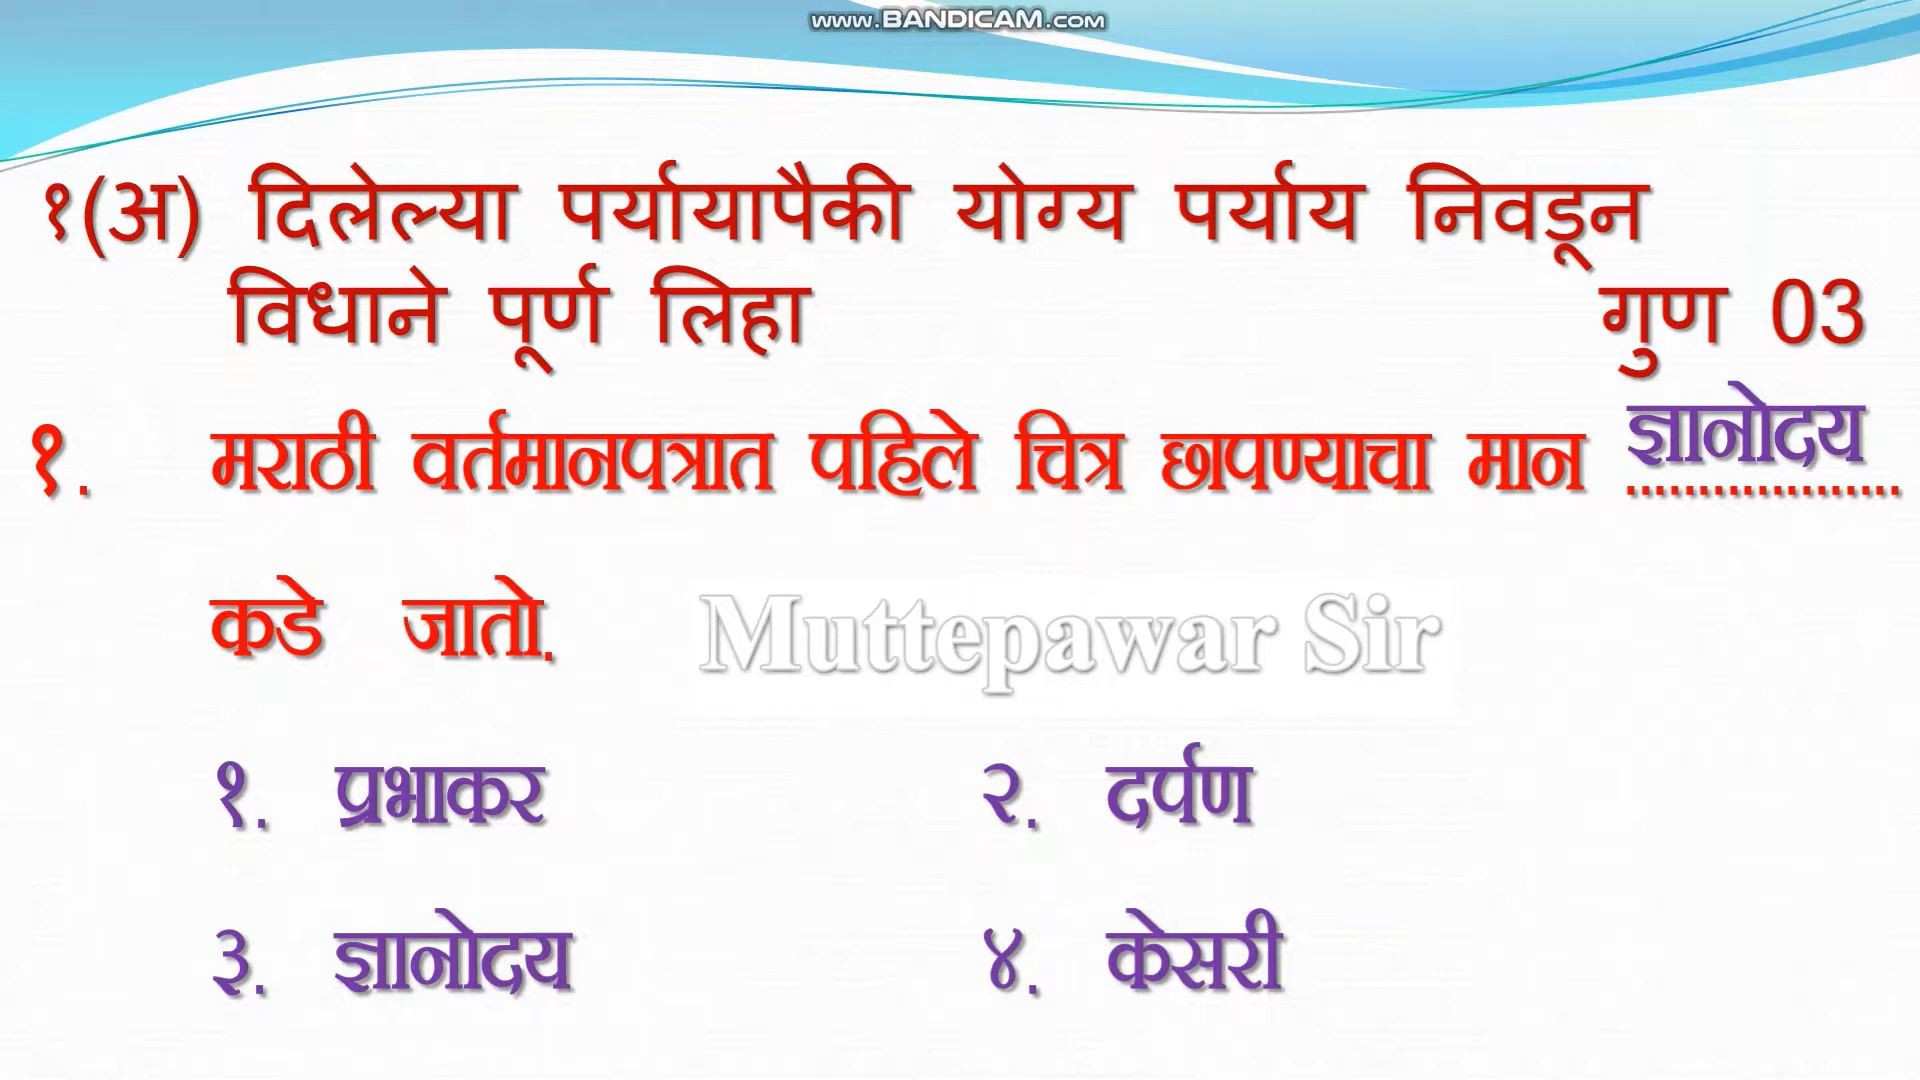 www.BANDICAM.com
१(अ) दिलेल्या पर्यायापैकी योग्य पर्याय निवडून
विधाने पूर्ण लिहा गुण 03
१. मराठी वर्तमानपत्रात पहिले चित्र छापण्याचा मान ज्ञानोदय ...................
कडे जातो. Muttepawar Sir
१. प्रभाकर २. दर्पण
३. ज्ञानोदय ४. केसरी